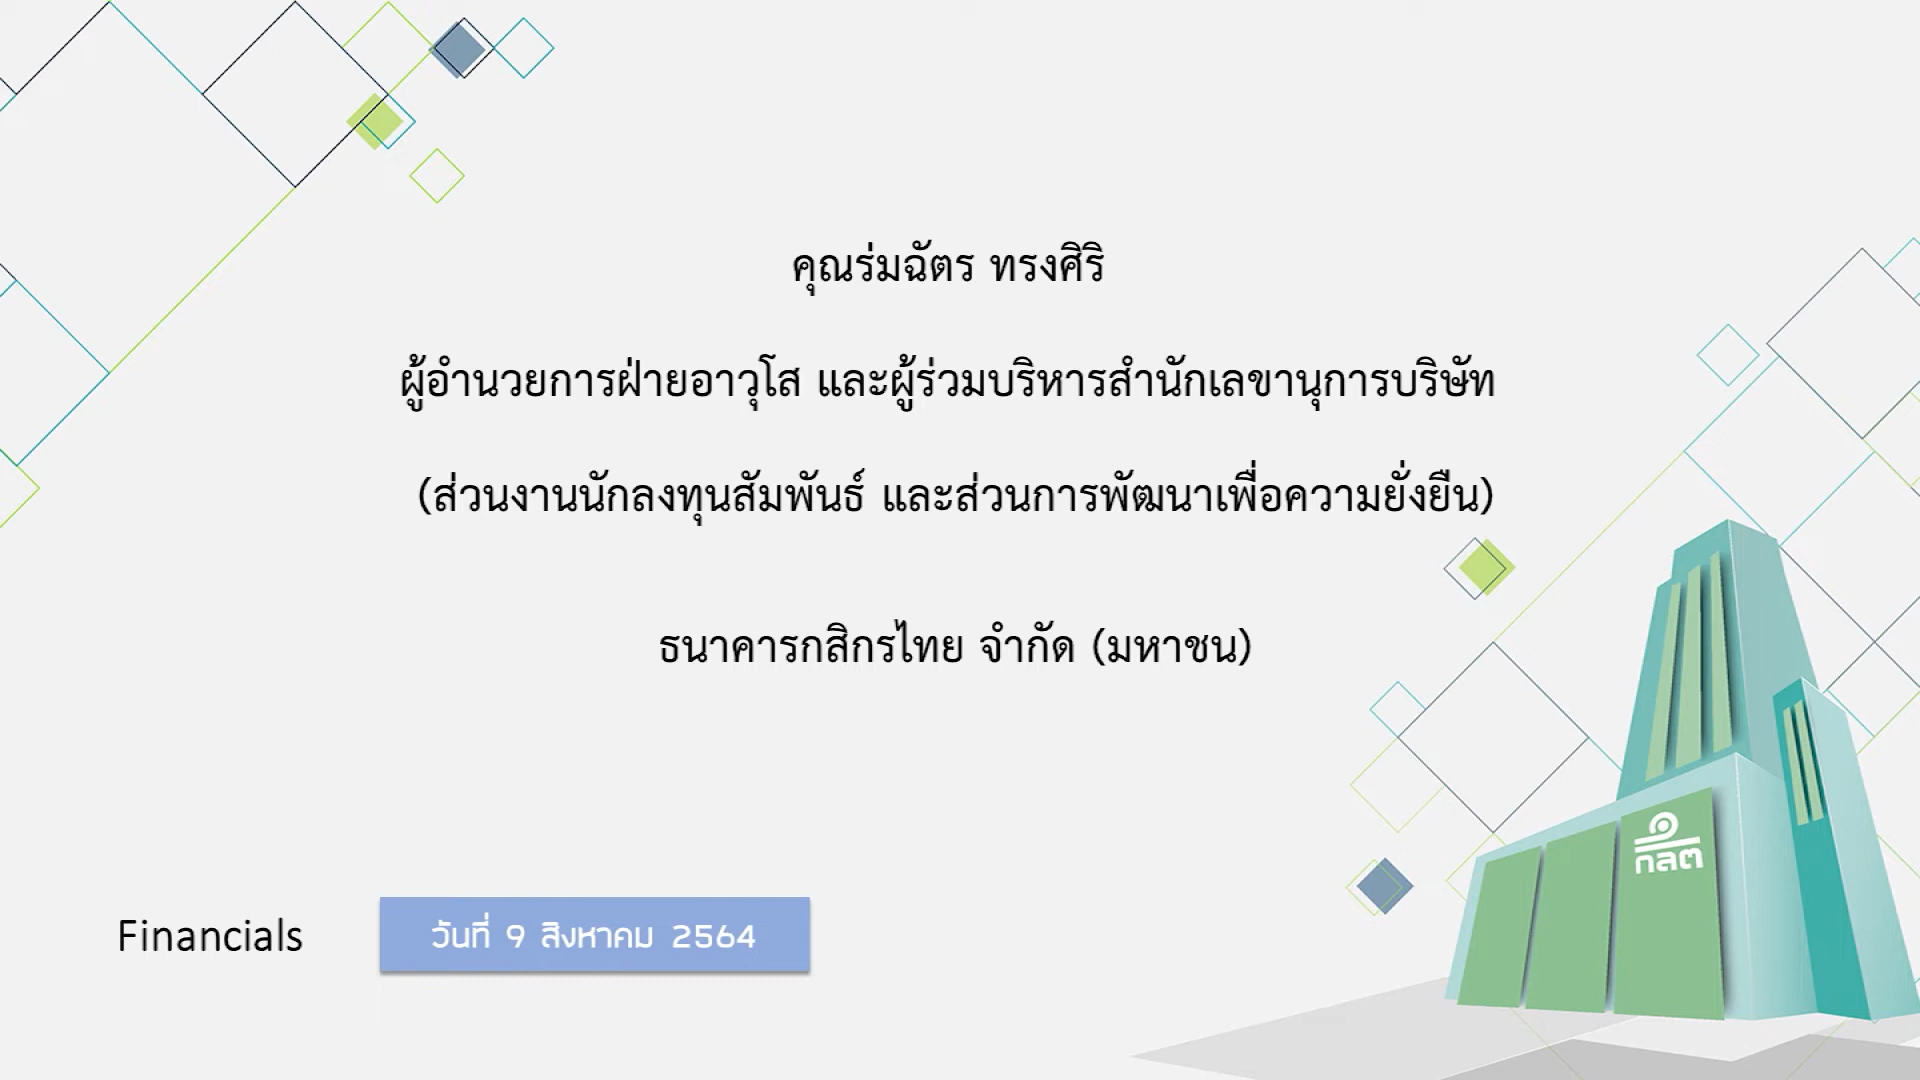 คุณร่มฉัตร ทรงศิริ
ผู้อำนวยการฝ่ายอาวุโส และผู้ร่วมบริหารสำนักเลขานุการบริษัท
(ส่วนงานนักลงทุนสัมพันธ์ และส่วนการพัฒนาเพื่อความยั่งยืน)
ธนาคารกสิกรไทย จำกัด (มหาชน)
กลต
Financials
วันที่ 9 สิงหาคม 2564